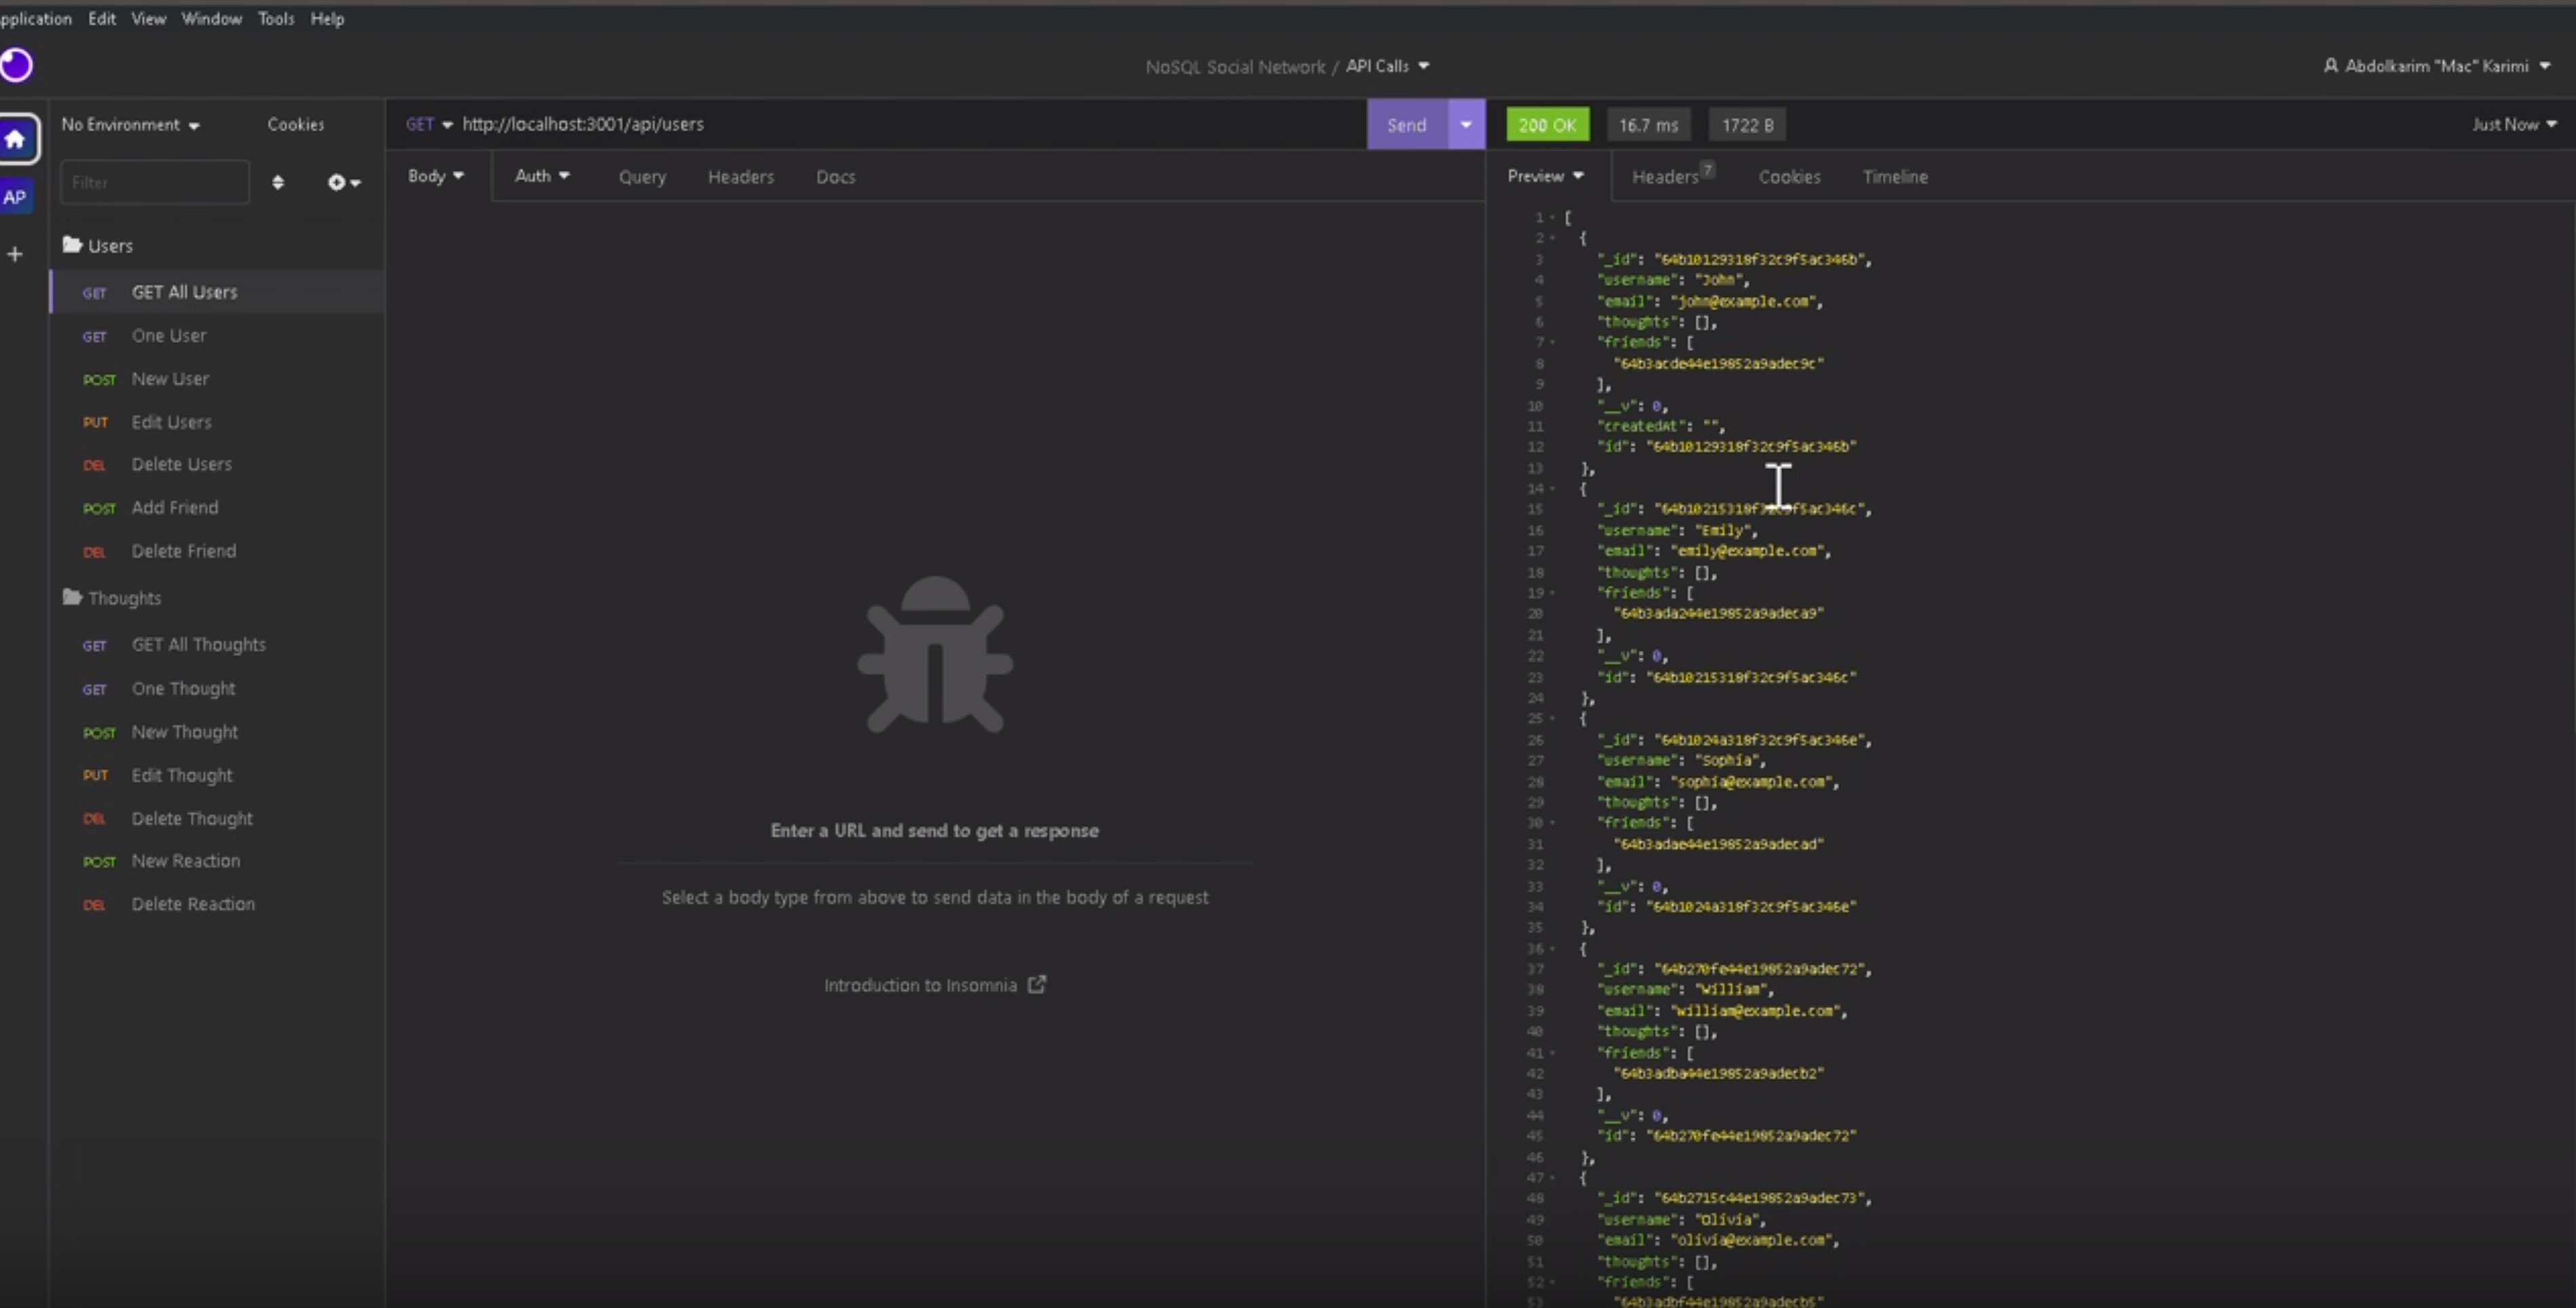 Application Edit View Window Tools Help
NoSQL Social Network / API Calls
Abdolkarim "Mac" Karimi
No Environment Cookies
GET http://localhost:3001/api/users
Send
200 OK 16.7 ms 1722 B
Just Now
Filter
Body Auth Query Headers Docs
Preview Headers 7 Cookies Timeline
AP
Users
GET GET All Users
GET One User
POST New User
PUT Edit Users
DEL Delete Users
POST Add Friend
DEL Delete Friend
Thoughts
GET GET All Thoughts
GET One Thought
POST New Thought
PUT Edit Thought
DEL Delete Thought
POST New Reaction
DEL Delete Reaction
Enter a URL and send to get a response
Select a body type from above to send data in the body of a request
Introduction to Insomnia
1 [
2 {
3 "_id": "64b10129318f32c9f5ac346b",
4 "username": "John",
5 "email": "john@example.com",
6 "thoughts": [],
7 "friends": [
8 "64b3acde44e19852a9adec9c"
9 ],
10 "__v": 0,
11 "createdAt": "",
12 "id": "64b10129318f32c9f5ac346b"
13 },
14 {
15 "_id": "64b10215318f32c9f5ac346c",
16 "username": "Emily",
17 "email": "emily@example.com",
18 "thoughts": [],
19 "friends": [
20 "64b3ada244e19852a9adeca9"
21 ],
22 "__v": 0,
23 "id": "64b10215318f32c9f5ac346c"
24 },
25 {
26 "_id": "64b1024a318f32c9f5ac346e",
27 "username": "Sophia",
28 "email": "sophia@example.com",
29 "thoughts": [],
30 "friends": [
31 "64b3adae44e19852a9adecad"
32 ],
33 "__v": 0,
34 "id": "64b1024a318f32c9f5ac346e"
35 },
36 {
37 "_id": "64b270fe44e19852a9adec72",
38 "username": "William",
39 "email": "william@example.com",
40 "thoughts": [],
41 "friends": [
42 "64b3adba44e19852a9adecb2"
43 ],
44 "__v": 0,
45 "id": "64b270fe44e19852a9adec72"
46 },
47 {
48 "_id": "64b2715c44e19852a9adec73",
49 "username": "Olivia",
50 "email": "olivia@example.com",
51 "thoughts": [],
52 "friends": [
53 "64b3adbf44e19852a9adecb5"